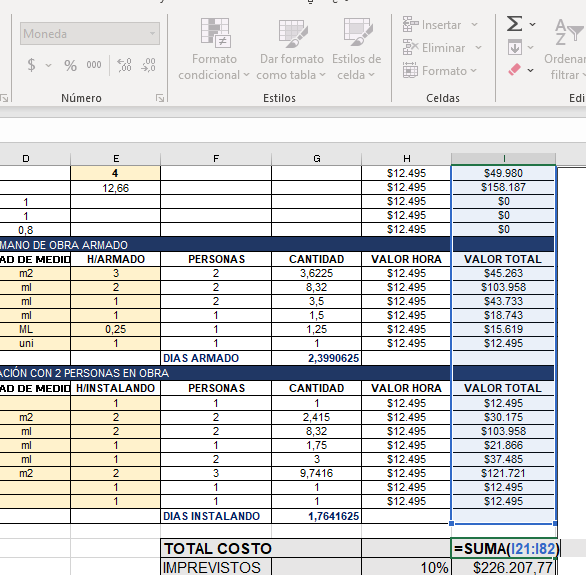 Moneda
$ % 000 ,00 ,00
Formato condicional
Dar formato como tabla
Estilos de celda
Insertar
Eliminar
Formato
Σ
A Z
Ordenar filtrar
Número Estilos Celdas Edi
D E F G H I
4 $12.495 $49.980
12,66 $12.495 $158.187
1 $12.495 $0
1 $12.495 $0
0,8 $12.495 $0
MANO DE OBRA ARMADO
AD DE MEDID H/ARMADO PERSONAS CANTIDAD VALOR HORA VALOR TOTAL
m2 3 2 3,6225 $12.495 $45.263
ml 2 2 8,32 $12.495 $103.958
ml 1 2 3,5 $12.495 $43.733
ml 1 1 1,5 $12.495 $18.743
ML 0,25 1 1,25 $12.495 $15.619
uni 1 1 1 $12.495 $12.495
DIAS ARMADO 2,3990625
ACIÓN CON 2 PERSONAS EN OBRA
AD DE MEDID H/INSTALANDO PERSONAS CANTIDAD VALOR HORA VALOR TOTAL
1 1 1 $12.495 $12.495
m2 2 2 2,415 $12.495 $30.175
ml 2 2 8,32 $12.495 $103.958
ml 1 1 1,75 $12.495 $21.866
ml 1 2 3 $12.495 $37.485
m2 2 3 9,7416 $12.495 $121.721
1 1 1 $12.495 $12.495
1 1 1 $12.495 $12.495
DIAS INSTALANDO 1,7641625
TOTAL COSTO =SUMA(I21:I82)
IMPREVISTOS 10% $226.207,77